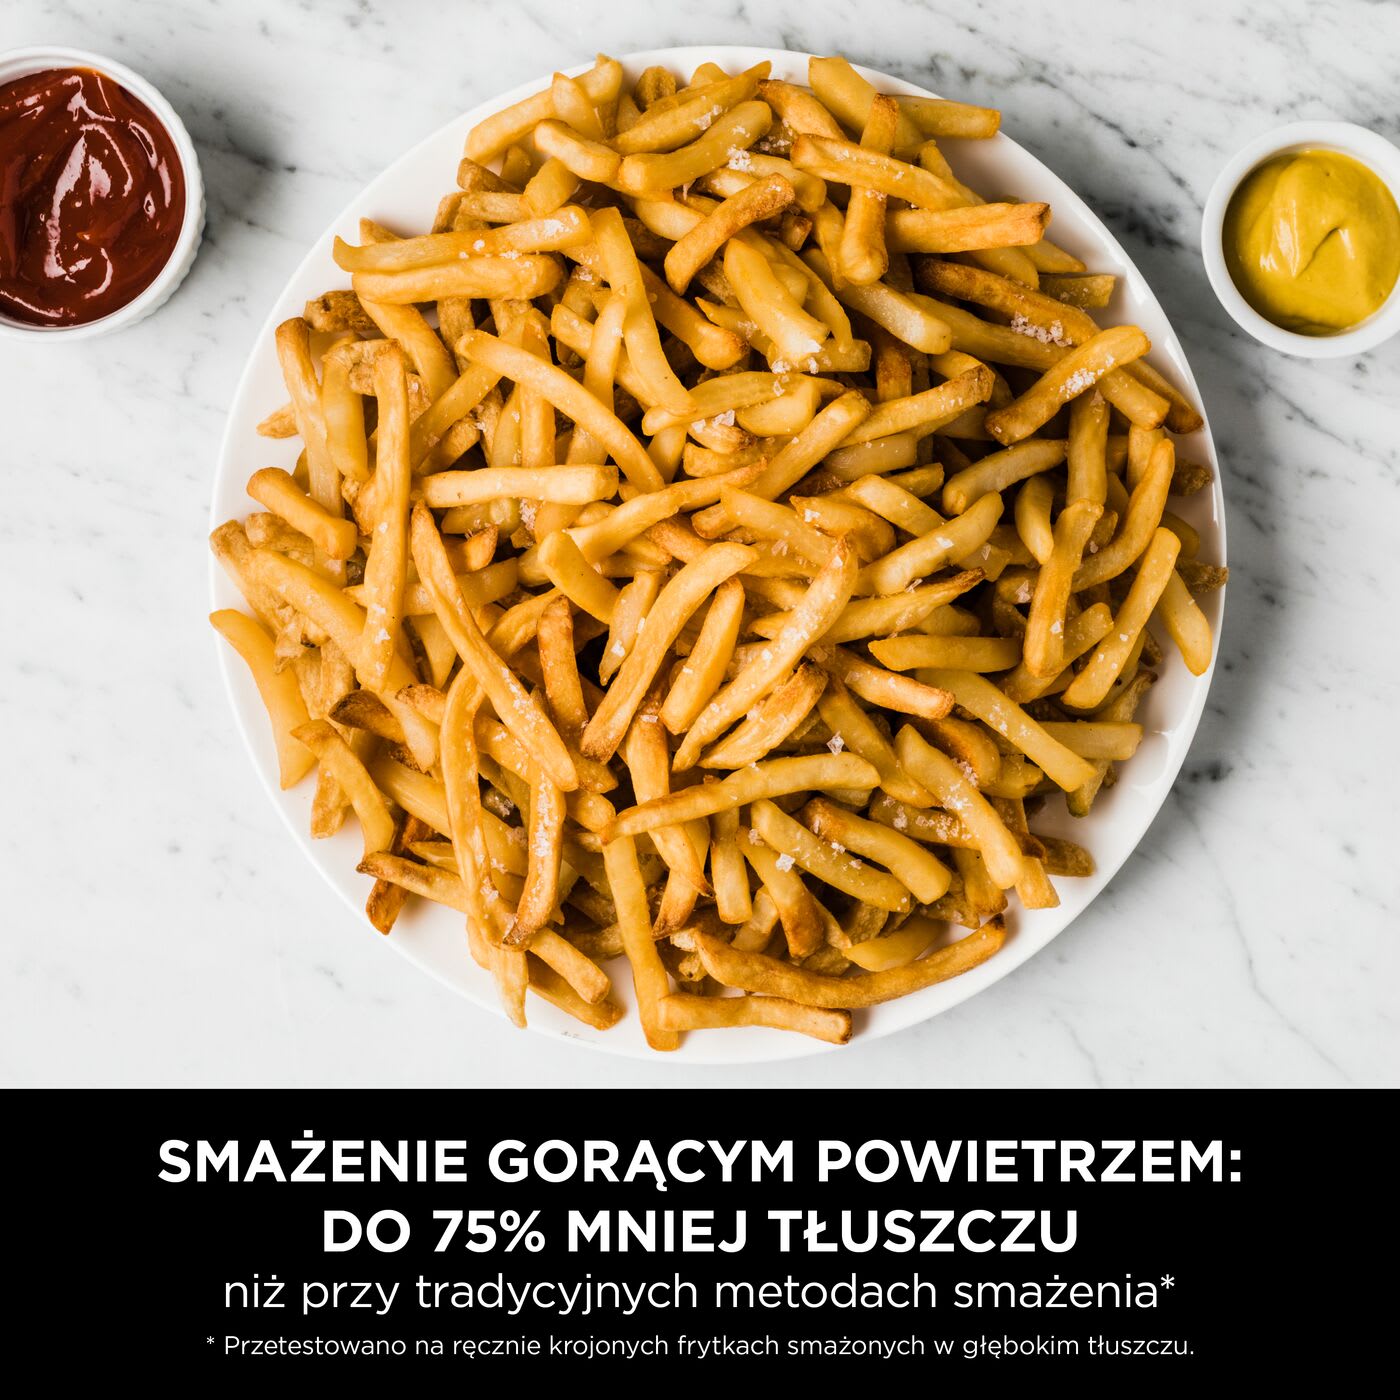 SMAŻENIE GORĄCYM POWIETRZEM:
DO 75% MNIEJ TŁUSZCZU
niż przy tradycyjnych metodach smażenia*
* Przetestowano na ręcznie krojonych frytkach smażonych w głębokim tłuszczu.